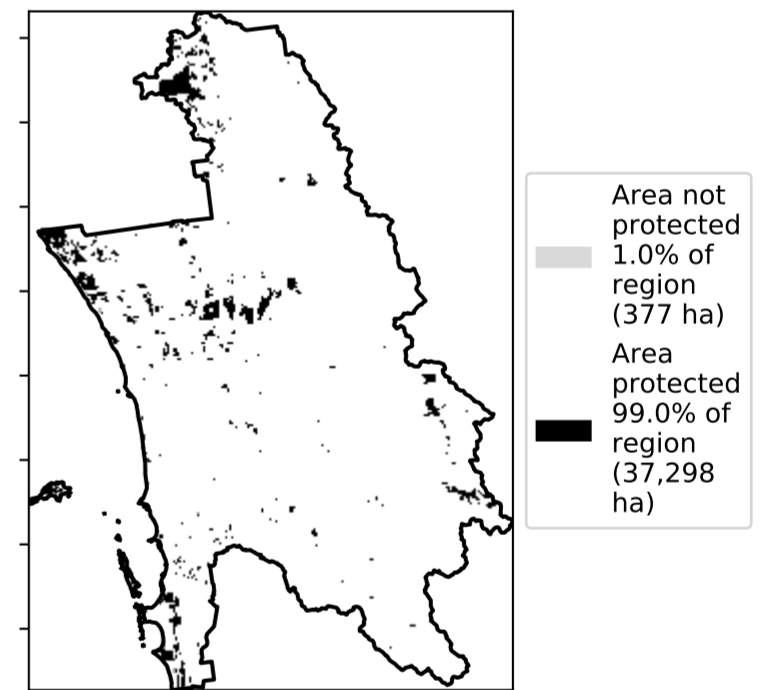 Area not
protected
1.0% of
region
(377 ha)
Area
protected
99.0% of
region
(37,298
ha)